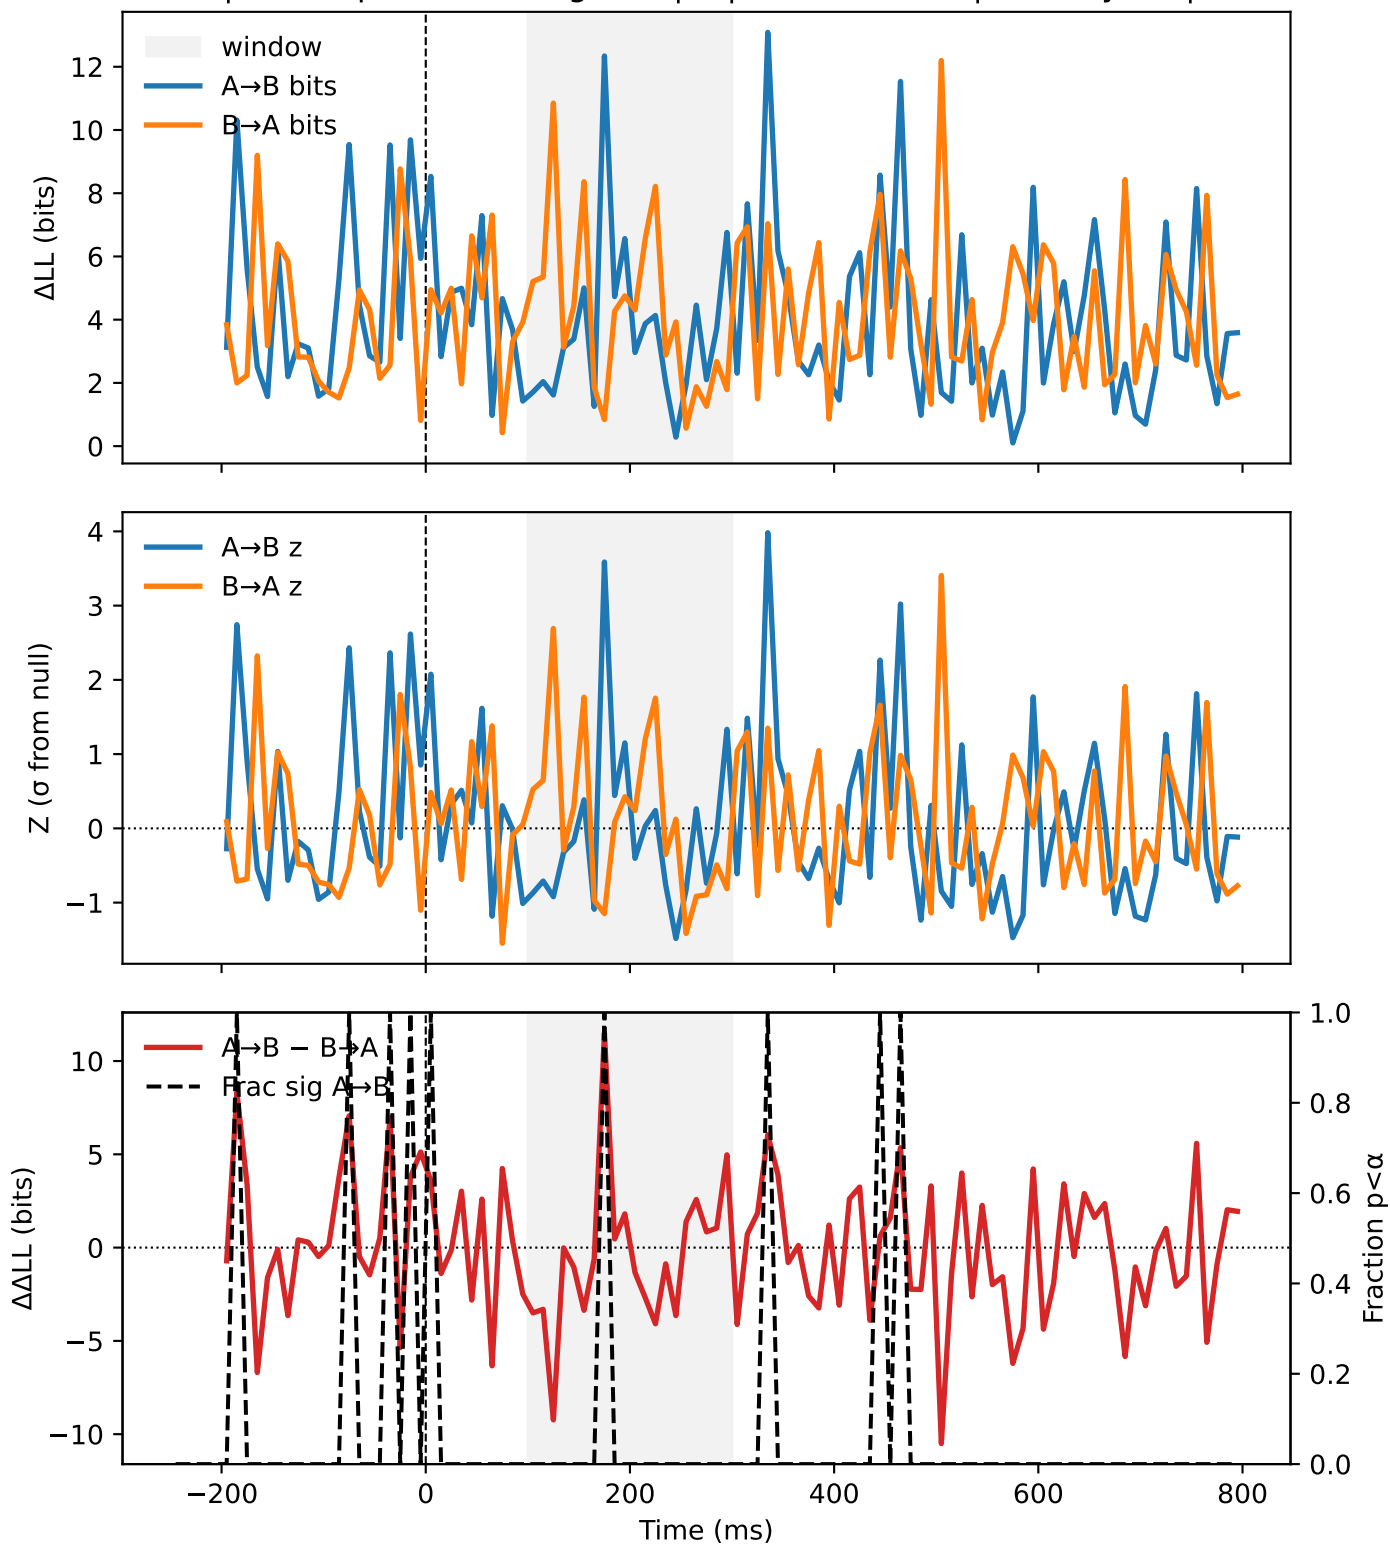 window
A→B bits
B→A bits
ΔLL (bits)
12
10
8
6
4
2
0
A→B z
B→A z
Z (σ from null)
4
3
2
1
0
−1
A→B − B→A
Frac sig A→B
ΔΔLL (bits)
10
5
0
−5
−10
1.0
0.8
0.6
0.4
0.2
0.0
Fraction p<α
−200
0
200
400
600
800
Time (ms)